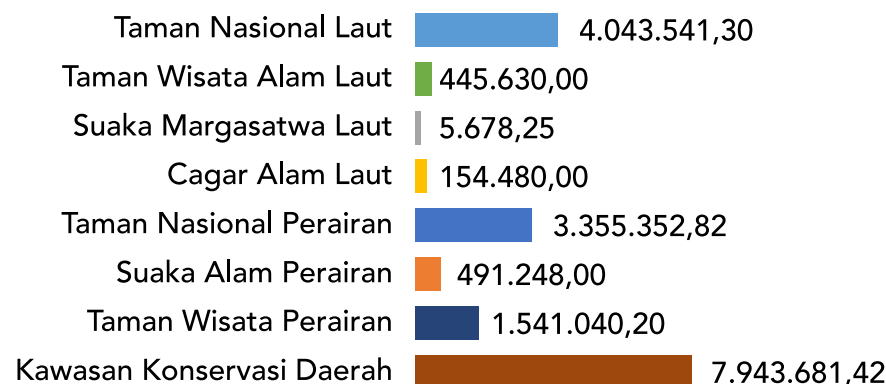 Taman Nasional Laut 4.043.541,30
Taman Wisata Alam Laut 445.630,00
Suaka Margasatwa Laut 5.678,25
Cagar Alam Laut 154.480,00
Taman Nasional Perairan 3.355.352,82
Suaka Alam Perairan 491.248,00
Taman Wisata Perairan 1.541.040,20
Kawasan Konservasi Daerah 7.943.681,42